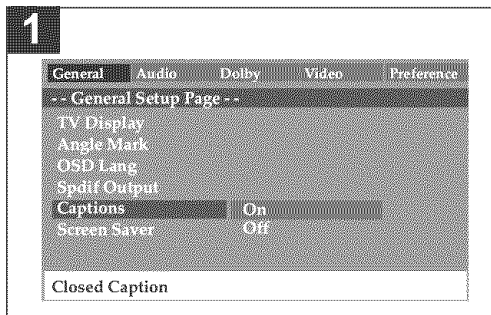 1
General Audio Dolby Video Preference
- - General Setup Page - -
TV Display
Angle Mark
OSD Lang
Spdif Output
Captions On
Screen Saver Off
Closed Caption